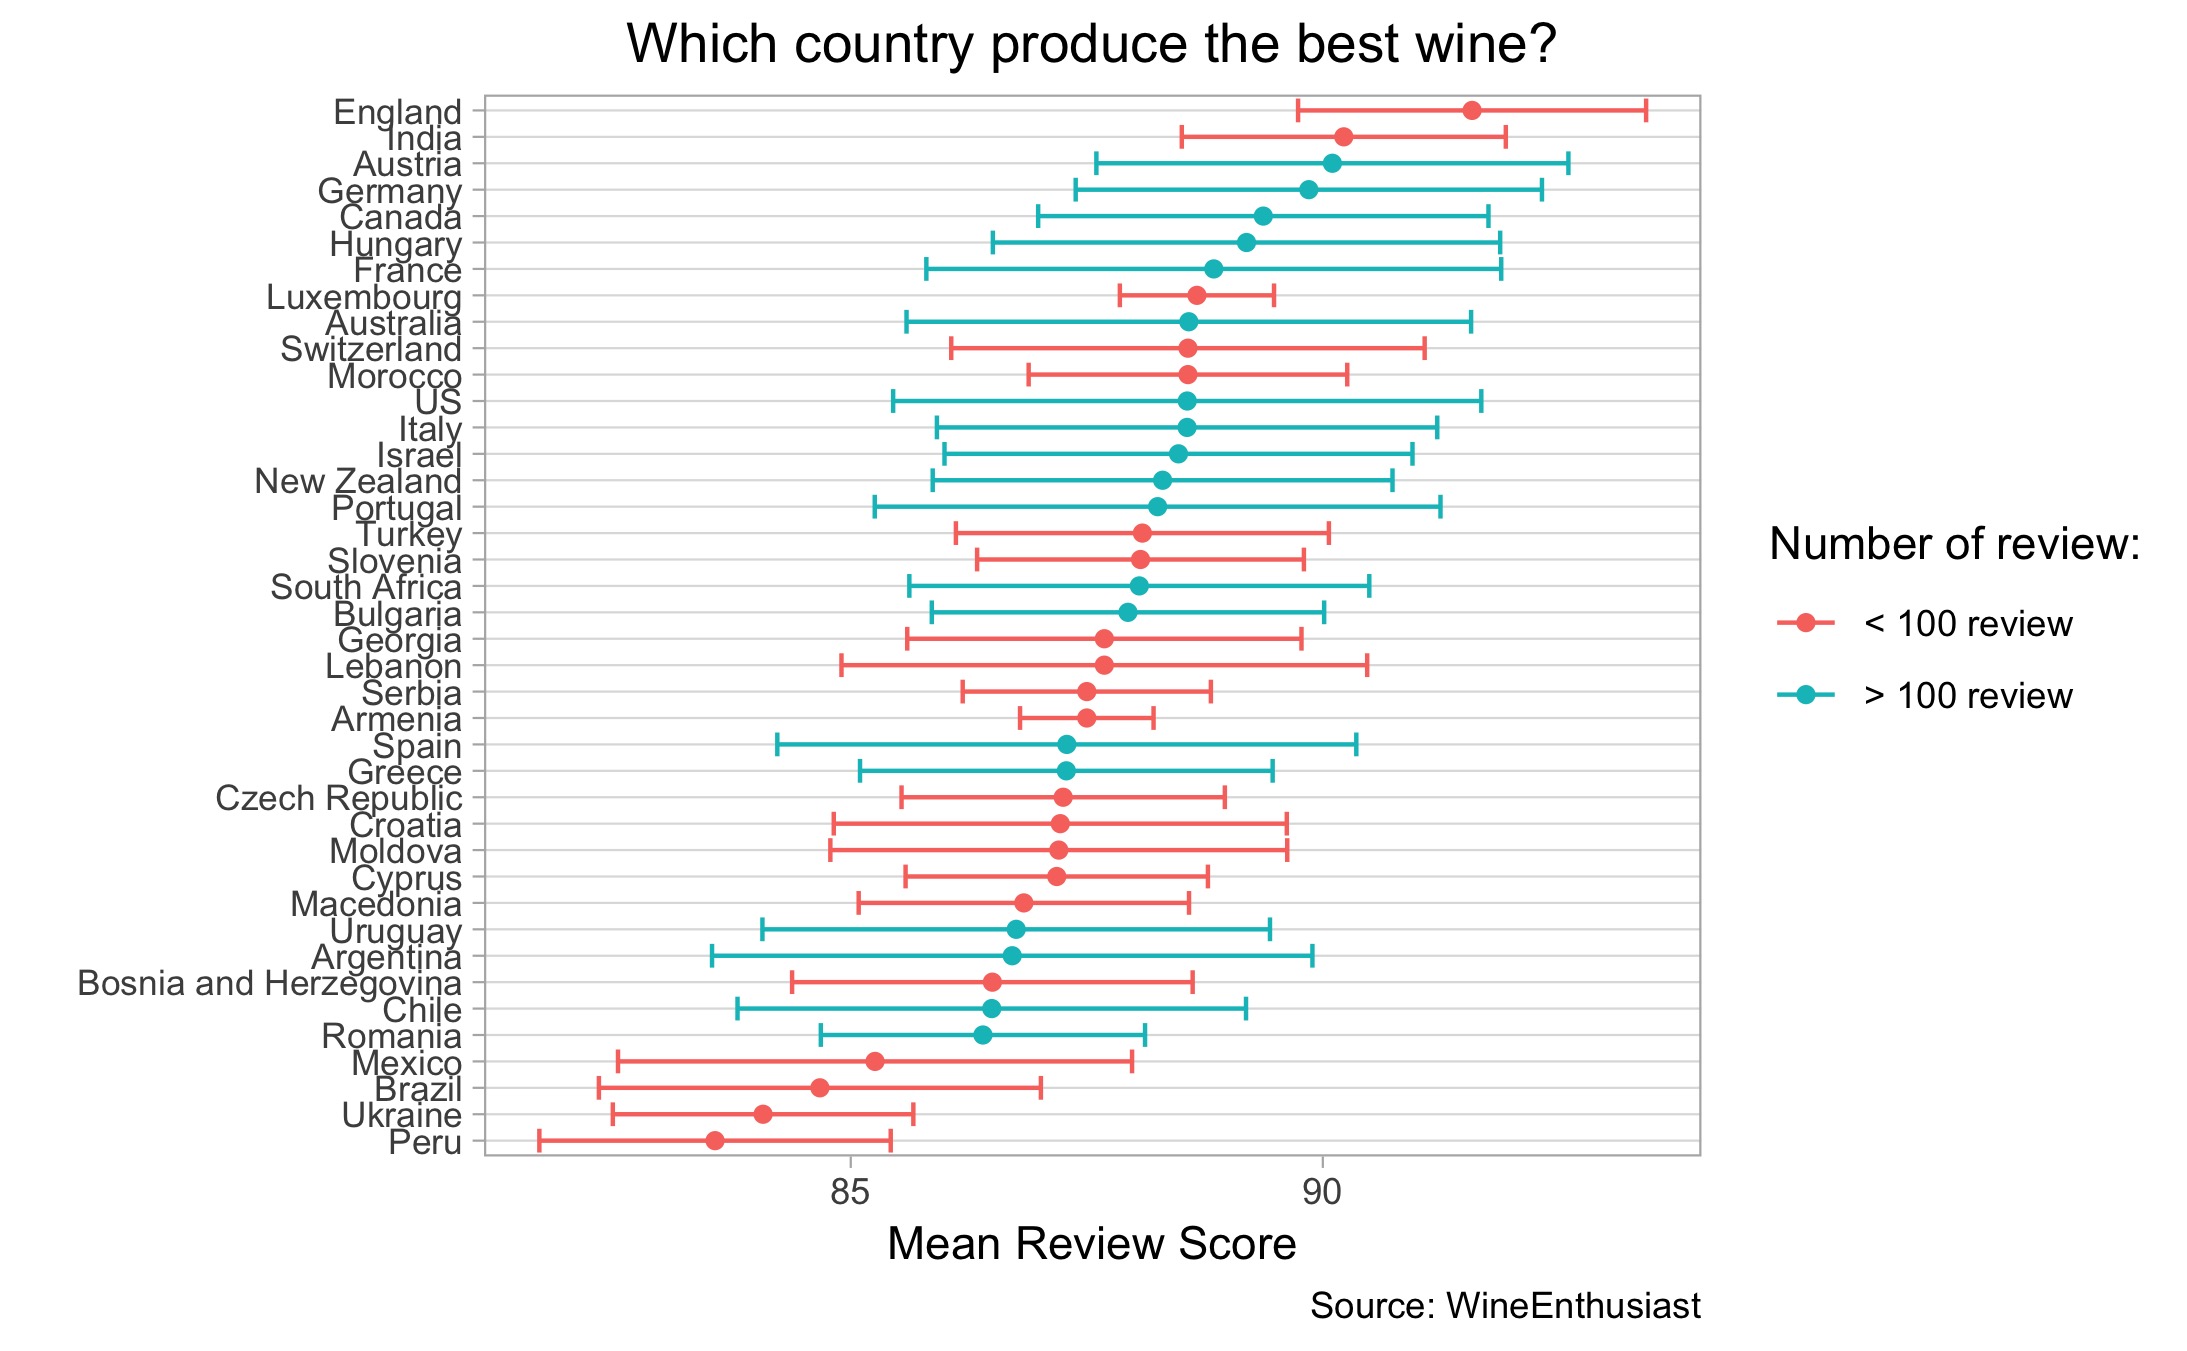 Which country produce the best wine?
England
India
Austria
Germany
Canada
Hungary
France
Luxembourg
Australia
Switzerland
Morocco
US
Italy
Israel
New Zealand
Portugal
Turkey
Slovenia
South Africa
Bulgaria
Georgia
Lebanon
Serbia
Armenia
Spain
Greece
Czech Republic
Croatia
Moldova
Cyprus
Macedonia
Uruguay
Argentina
Bosnia and Herzegovina
Chile
Romania
Mexico
Brazil
Ukraine
Peru
85 90
Mean Review Score
Source: WineEnthusiast
Number of review:
< 100 review
> 100 review